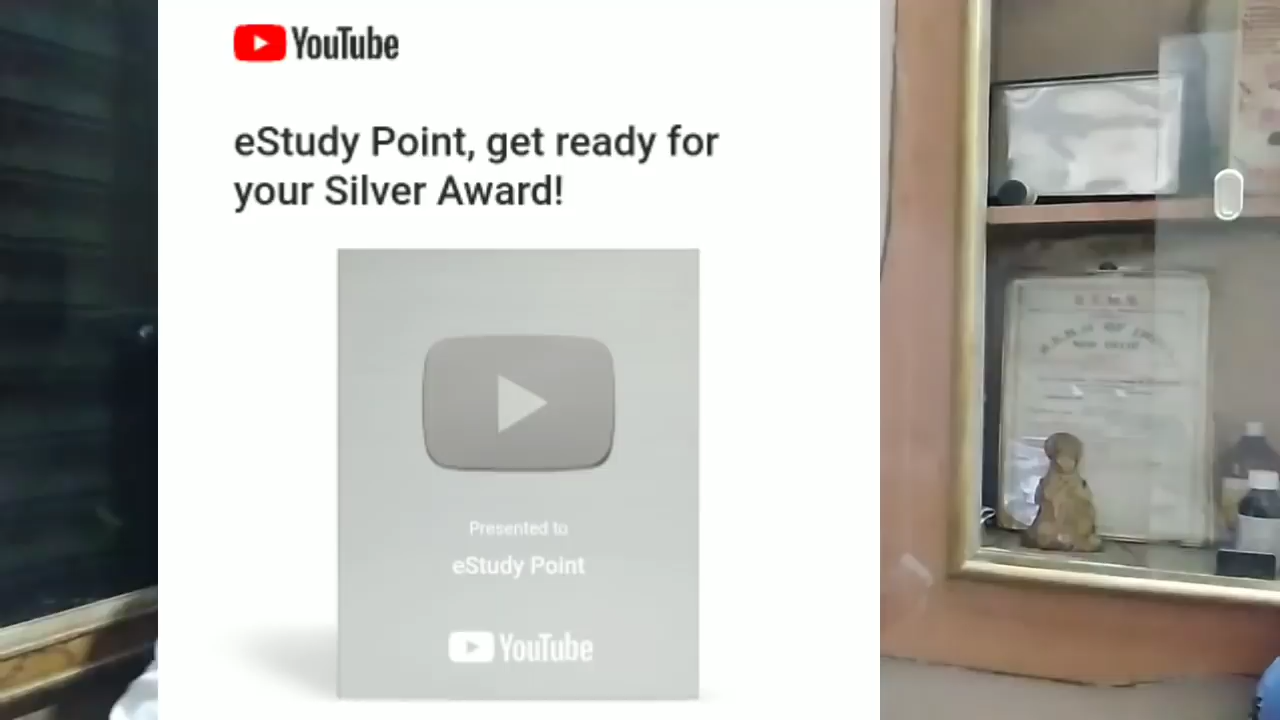 YouTube
eStudy Point, get ready for
your Silver Award!
Presented to
eStudy Point
YouTube